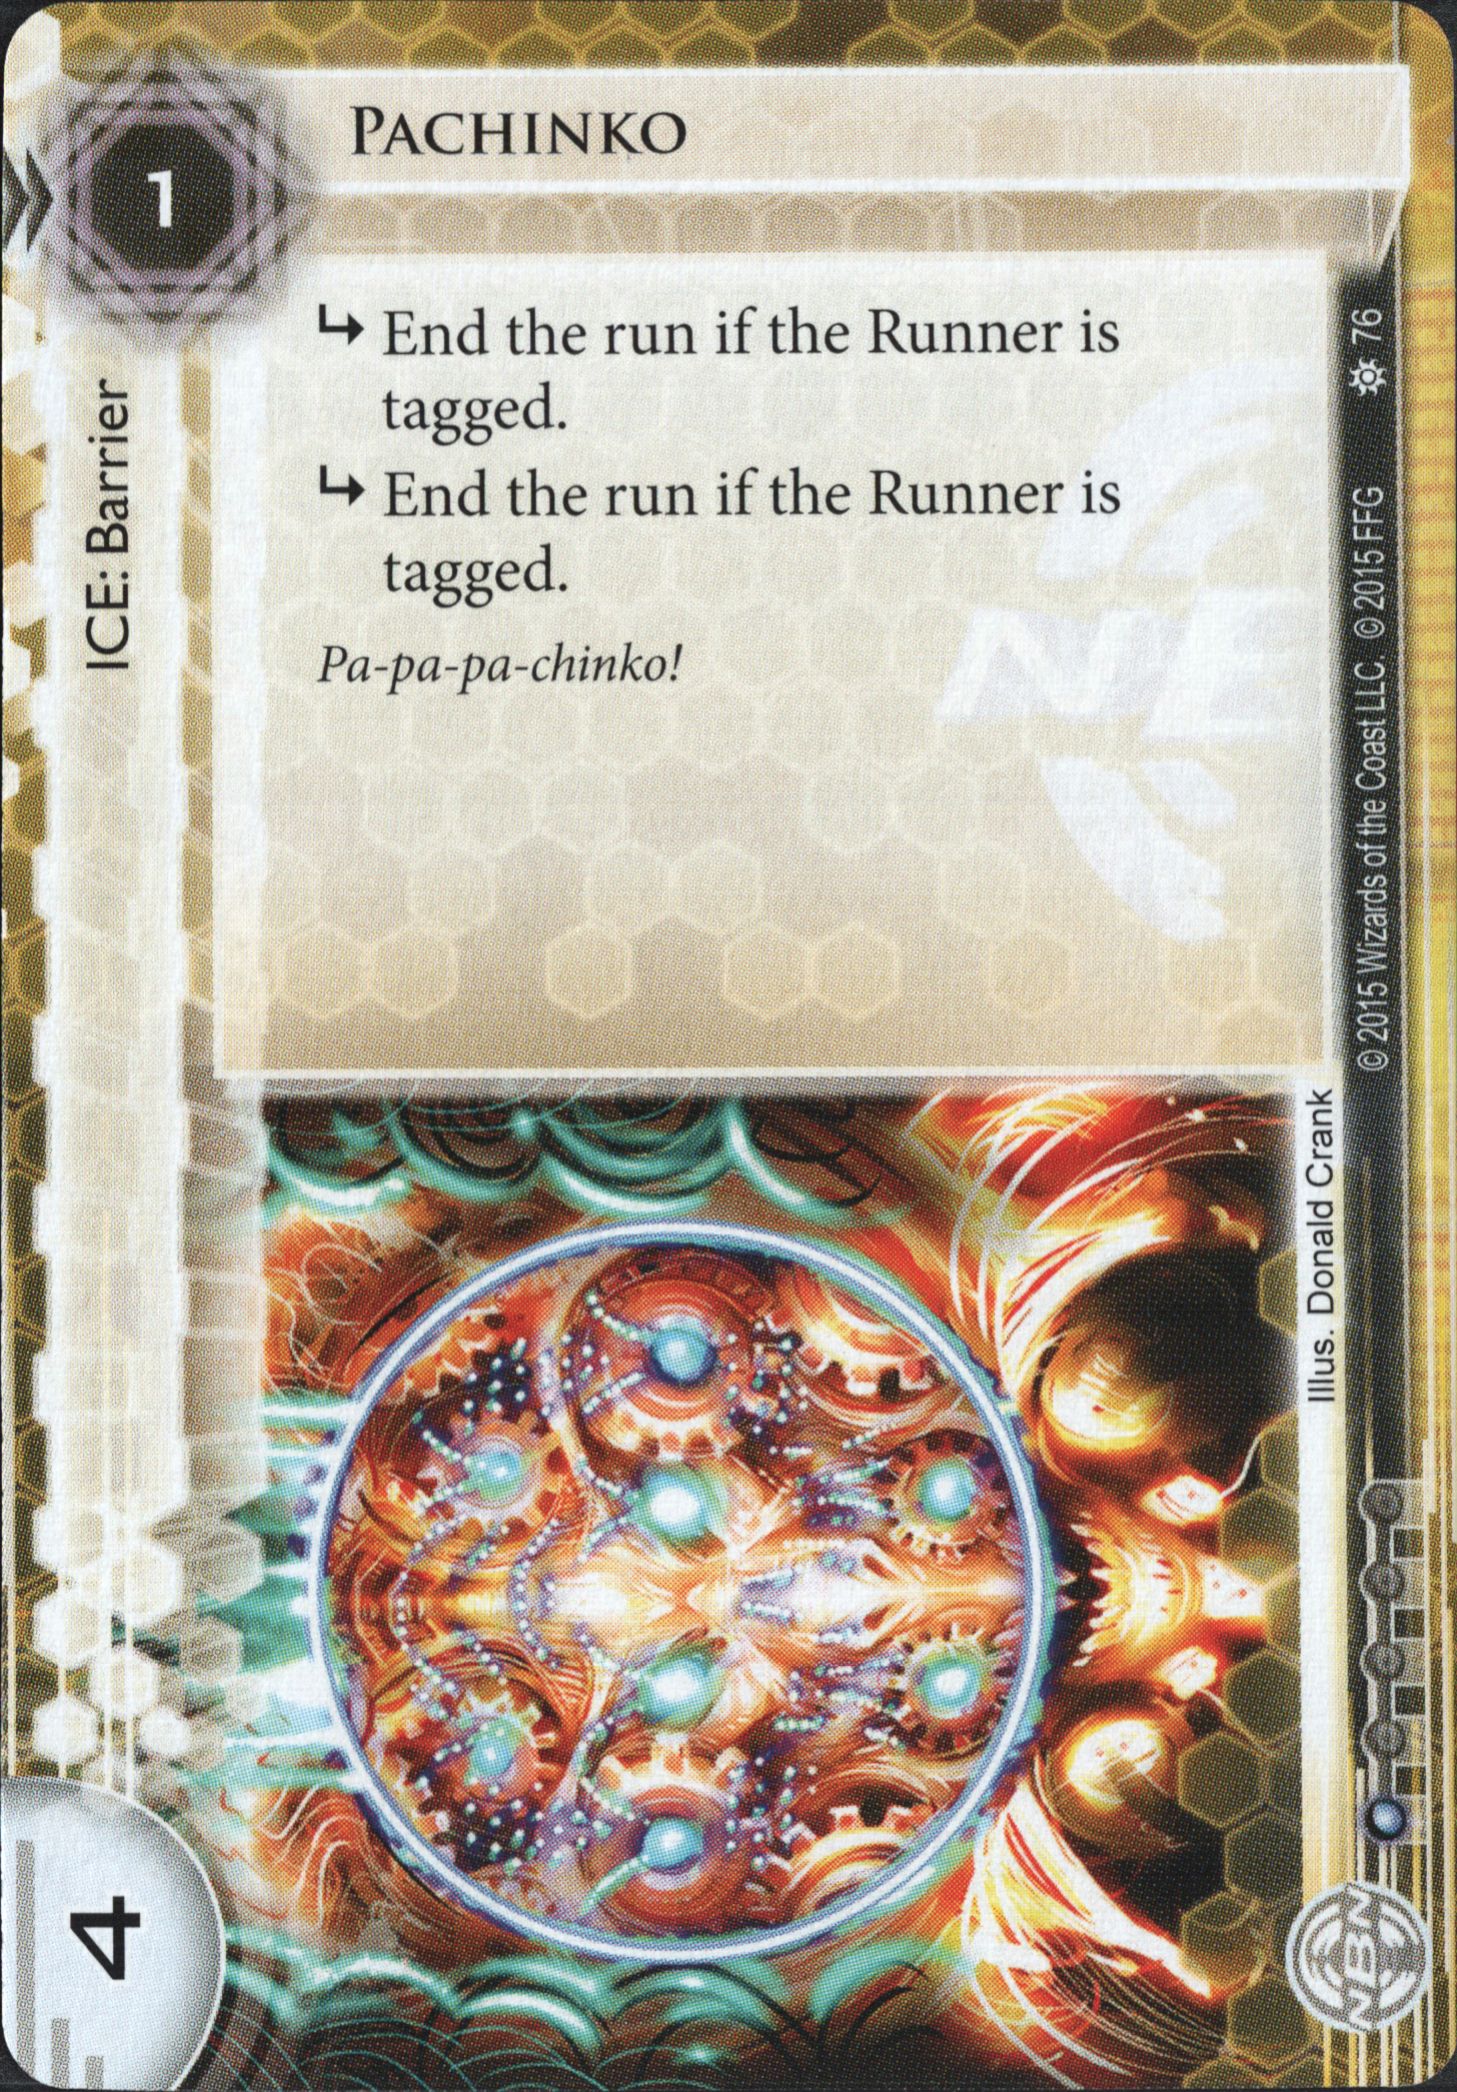 1
PACHINKO
ICE: Barrier
End the run if the Runner is
tagged.
End the run if the Runner is
tagged.
Pa-pa-pa-chinko!
76
© 2015 Wizards of the Coast LLC. © 2015 FFG
Illus. Donald Crank
4
NBN